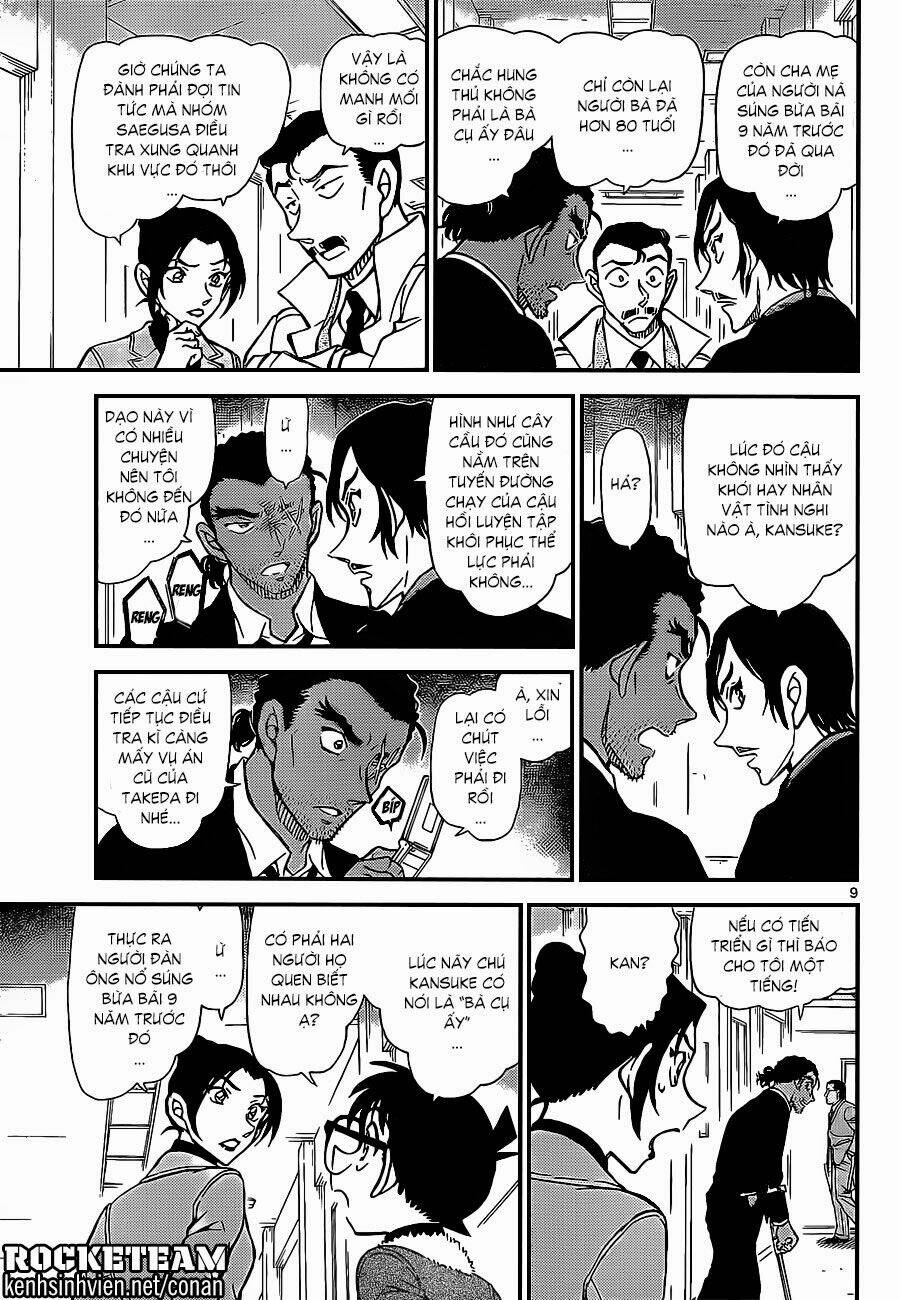 CÒN CHA MẸ
CỦA NGƯỜI NÃ
SÚNG BỪA BÃI
9 NĂM TRƯỚC
ĐÓ ĐÃ QUA
ĐỜI
...
CHỈ CÒN LẠI
NGƯỜI BÀ ĐÃ
HƠN 80 TUỔI
...
CHẮC HUNG
THỦ KHÔNG
PHẢI LÀ BÀ
CỤ ẤY ĐÂU
...
VẬY LÀ
KHÔNG CÓ
MANH MỐI
GÌ RỒI
...
GIỜ CHÚNG TA
ĐÀNH PHẢI ĐỢI TIN
TỨC MÀ NHÓM
SAEGUSA ĐIỀU
TRA XUNG QUANH
KHU VỰC ĐÓ THÔI
...
LÚC ĐÓ CẬU
KHÔNG NHÌN THẤY
KHÓI HAY NHÂN
VẬT TÌNH NGHI
NÀO À, KANSUKE?
HẢ?
HÌNH NHƯ CÂY
CẦU ĐÓ CŨNG
NẰM TRÊN
TUYẾN ĐƯỜNG
CHẠY CỦA CẬU
HỒI LUYỆN TẬP
KHÔI PHỤC THỂ
LỰC PHẢI
KHÔNG...
Ừ
...
DẠO NÀY VÌ
CÓ NHIỀU
CHUYỆN
NÊN TÔI
KHÔNG ĐẾN
ĐÓ NỮA
...
RENG
RENG
À, XIN
LỖI
...
LẠI CÓ
CHÚT
VIỆC
PHẢI ĐI
RỒI
BÍP
CÁC CẬU CỨ
TIẾP TỤC ĐIỀU
TRA KĨ CÀNG
MẤY VỤ ÁN
CŨ CỦA
TAKEDA ĐI
NHÉ...
9
NẾU CÓ TIẾN
TRIỂN GÌ THÌ BÁO
CHO TÔI MỘT
TIẾNG!
KAN?
LÚC NÃY CHÚ
KANSUKE CÓ
NÓI LÀ "BÀ CỤ
ẤY"
...
CÓ PHẢI HAI
NGƯỜI HỌ
QUEN BIẾT
NHAU KHÔNG
Ạ?
Ừ
...
THỰC RA
NGƯỜI ĐÀN
ÔNG NỔ SÚNG
BỪA BÃI 9
NĂM TRƯỚC
ĐÓ
...
ROCKETEAM
kenhsinhvien.net/conan